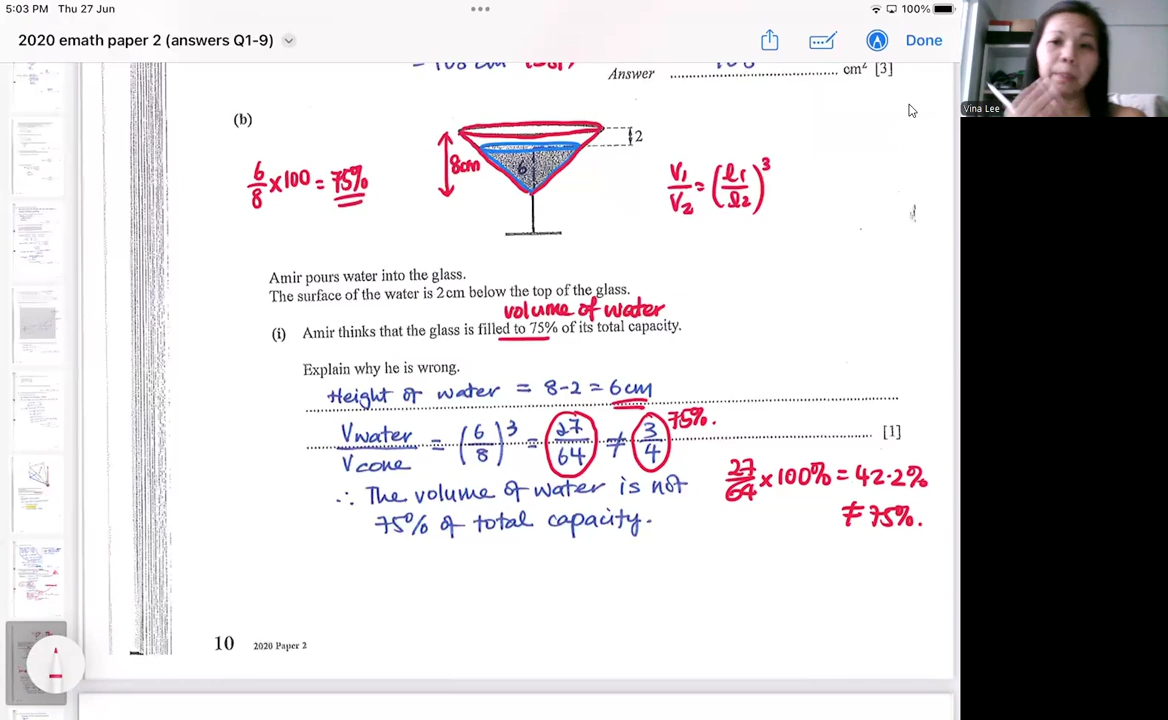 5:03 PM Thu 27 Jun
100%
2020 emath paper 2 (answers Q1-9)
Done
Vina Lee
Answer
cm² [3]
(b)
2
8cm
6
6/8 × 100 = 75%
V1/V2 = (l1/l2)³
Amir pours water into the glass.
The surface of the water is 2 cm below the top of the glass.
volume of water
(i) Amir thinks that the glass is filled to 75% of its total capacity.
Explain why he is wrong.
Height of water = 8-2 = 6cm
Vwater/Vcone = (6/8)³ = 27/64 ≠ 3/4 75%.
[1]
27/64 × 100% = 42.2%
≠ 75%.
∴ The volume of water is not
75% of total capacity.
10 2020 Paper 2